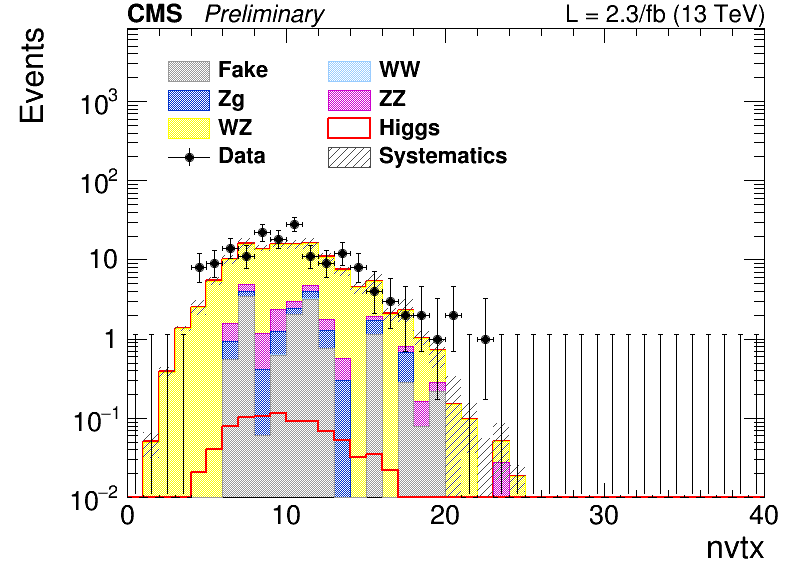 CMS Preliminary L = 2.3/fb (13 TeV)
Events
Fake WW
Zg ZZ
WZ Higgs
Data Systematics
10³
10²
10
1
10⁻¹
10⁻²
0 10 20 30 40
nvtx